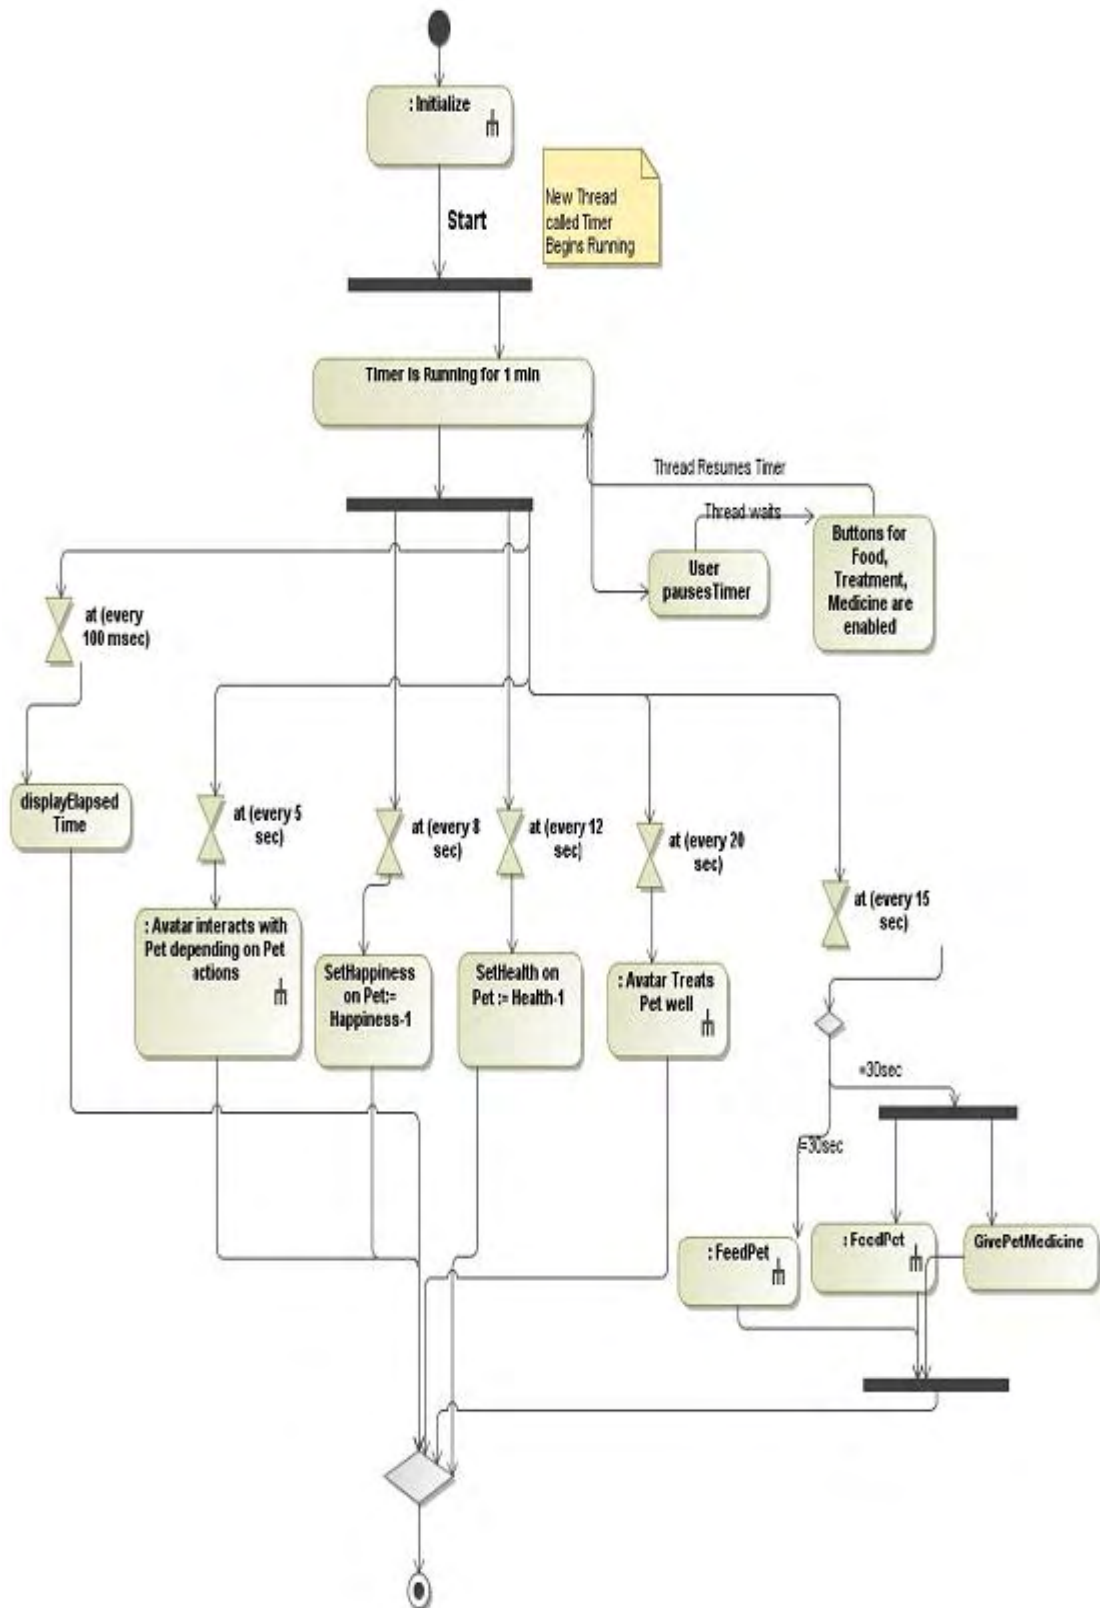 : Initialize
New Thread
called Timer
Begins Running
Start
Timer is Running for 1 min
Thread Resumes Timer
Thread waits
Buttons for
Food,
Treatment,
Medicine are
enabled
User
pausesTimer
at (every
100 msec)
displayElapsed
Time
at (every 5
sec)
at (every 8
sec)
at (every 12
sec)
at (every 20
sec)
at (every 15
sec)
: Avatar interacts with
Pet depending on Pet
actions
SetHappiness
on Pet:=
Happiness-1
SetHealth on
Pet := Health-1
: Avatar Treats
Pet well
=30sec
!=30sec
: FeedPet
: FeedPet
GivePetMedicine